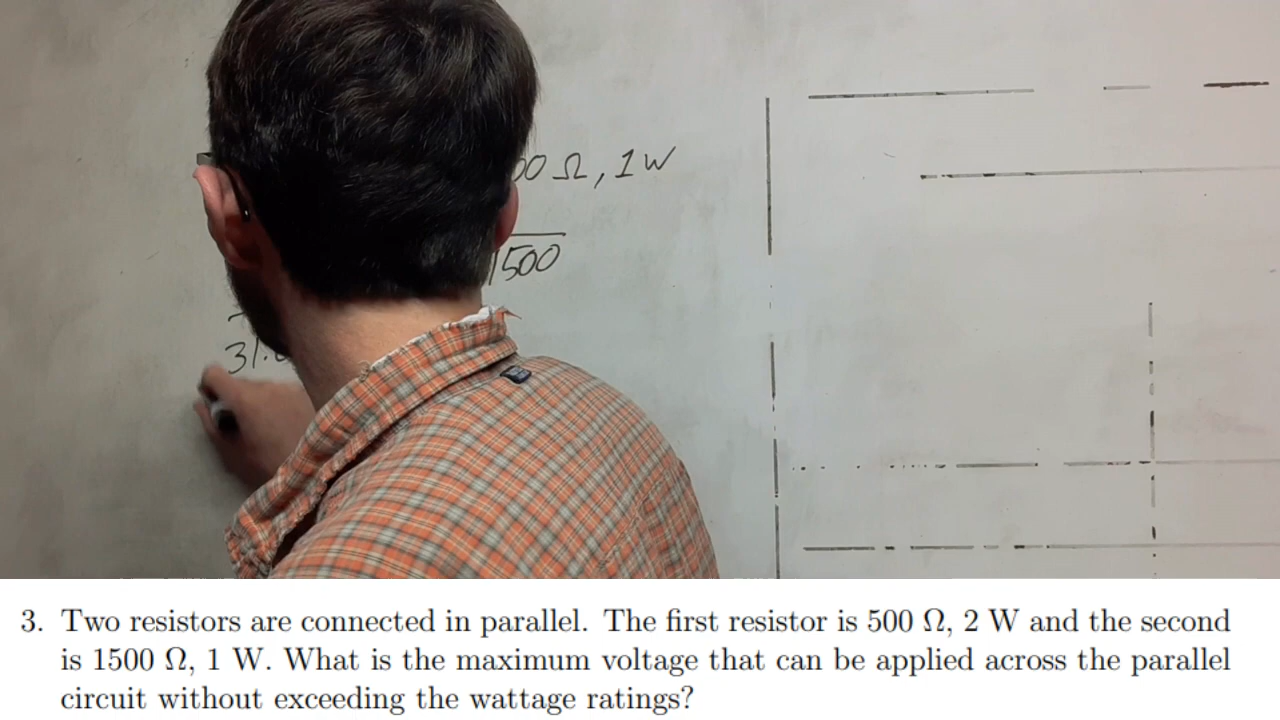 00 Ω, 1 W
1500
31.
3. Two resistors are connected in parallel. The first resistor is 500 Ω, 2 W and the second
is 1500 Ω, 1 W. What is the maximum voltage that can be applied across the parallel
circuit without exceeding the wattage ratings?